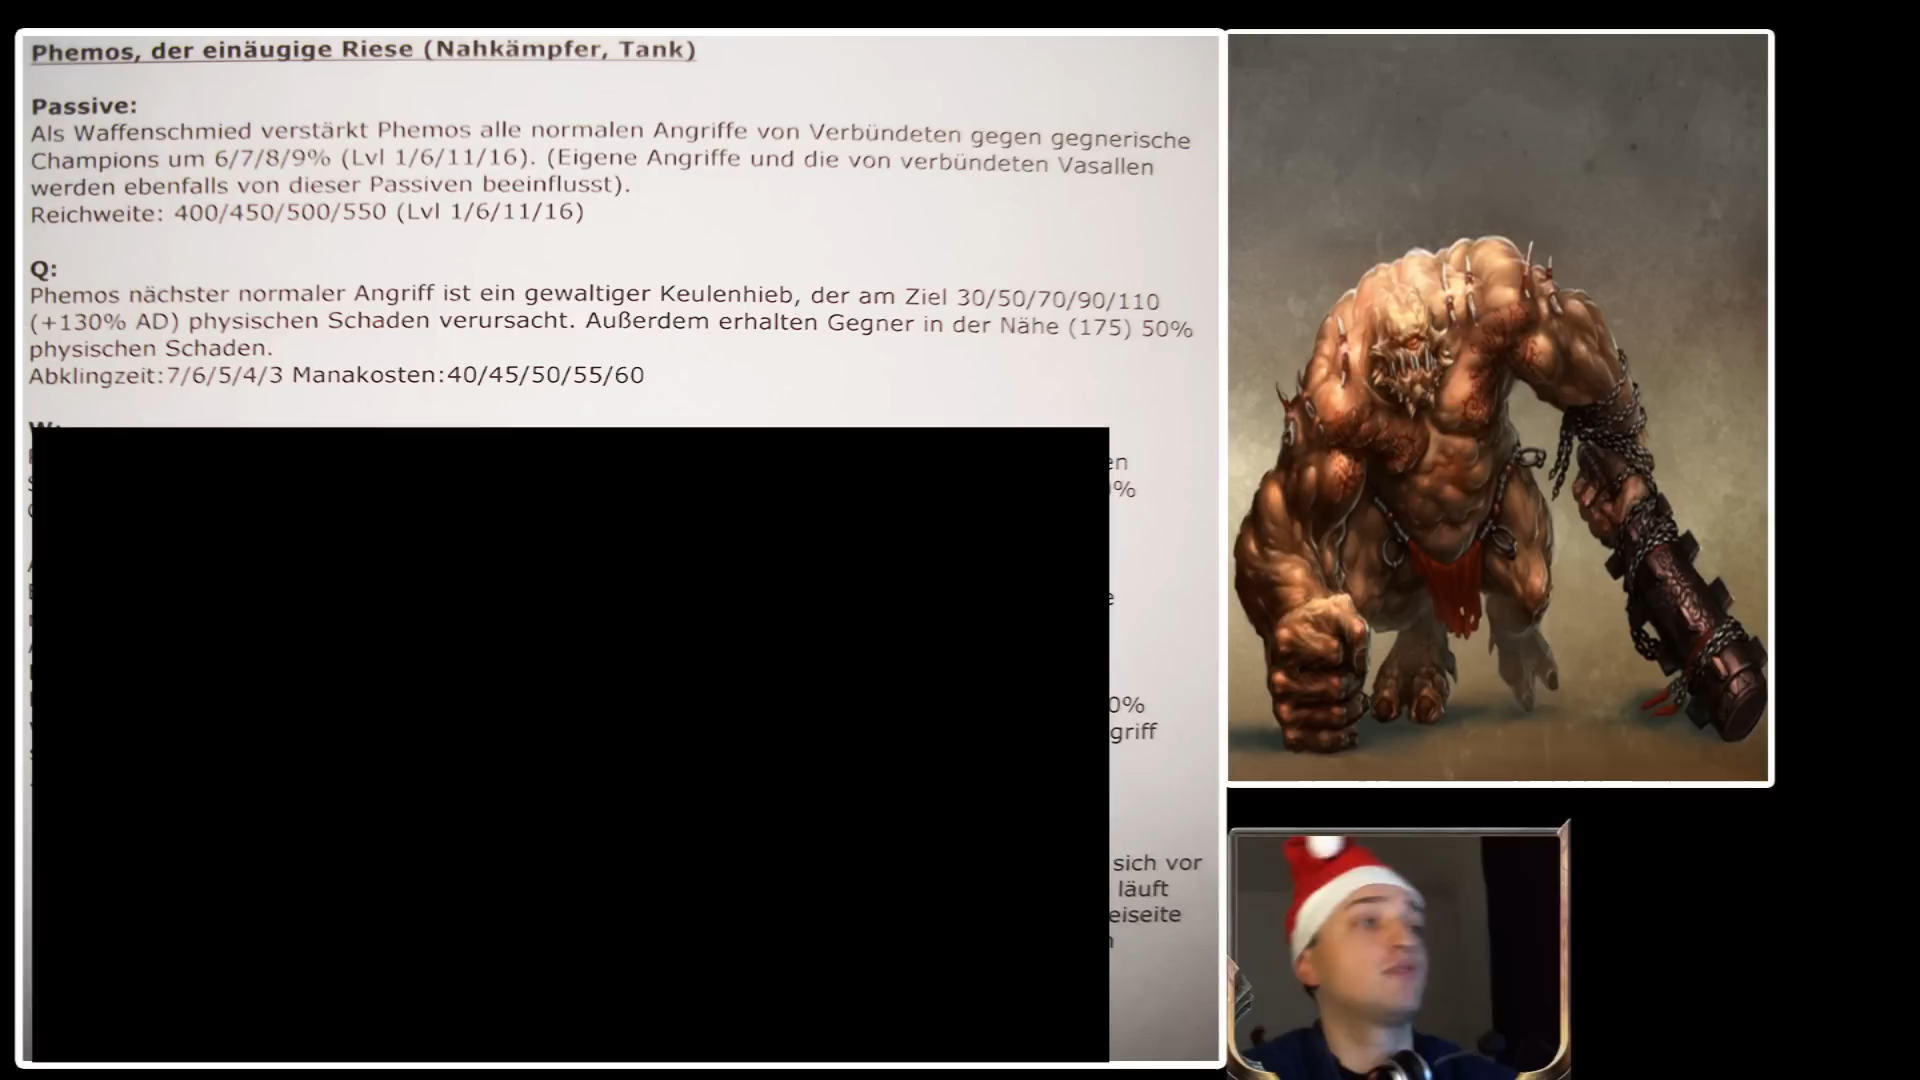 Phemos, der einäugige Riese (Nahkämpfer, Tank)
Passive:
Als Waffenschmied verstärkt Phemos alle normalen Angriffe von Verbündeten gegen gegnerische
Champions um 6/7/8/9% (Lvl 1/6/11/16). (Eigene Angriffe und die von verbündeten Vasallen
werden ebenfalls von dieser Passiven beeinflusst).
Reichweite: 400/450/500/550 (Lvl 1/6/11/16)
Q:
Phemos nächster normaler Angriff ist ein gewaltiger Keulenhieb, der am Ziel 30/50/70/90/110
(+130% AD) physischen Schaden verursacht. Außerdem erhalten Gegner in der Nähe (175) 50%
physischen Schaden.
Abklingzeit:7/6/5/4/3 Manakosten:40/45/50/55/60
sich vor
läuft